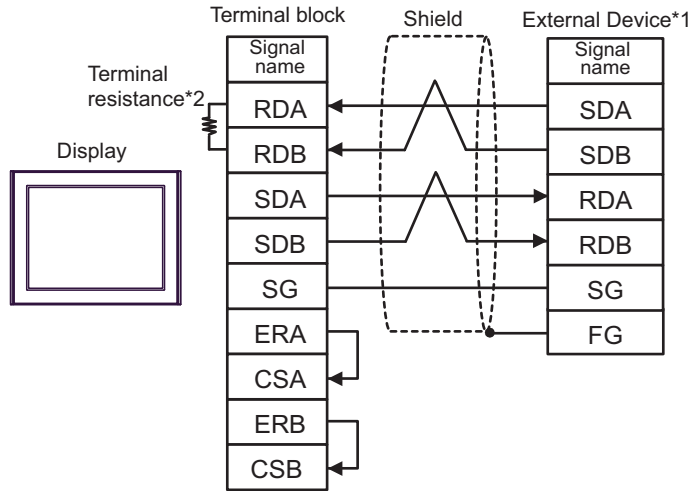 Terminal block
Shield
External Device*1
Terminal
resistance*2
Display
Signal
name
RDA
RDB
SDA
SDB
SG
ERA
CSA
ERB
CSB
Signal
name
SDA
SDB
RDA
RDB
SG
FG